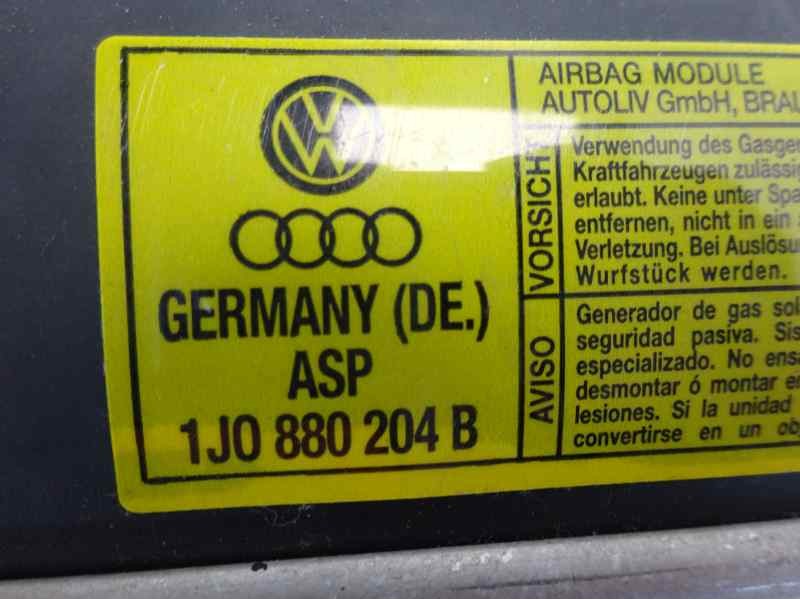 VW
GERMANY (DE.)
ASP
1J0 880 204 B
AIRBAG MODULE
AUTOLIV GmbH,
VORSICHT
Verwendung des
Kraftfahrzeugen
erlaubt. Keine unter
entfernen, nicht in ein
Verletzung. Bei
Wurfstück werden.
AVISO
Generador de gas
seguridad pasiva.
especializado. No
desmontar ó montar
lesiones. Si la unidad
convertirse en un